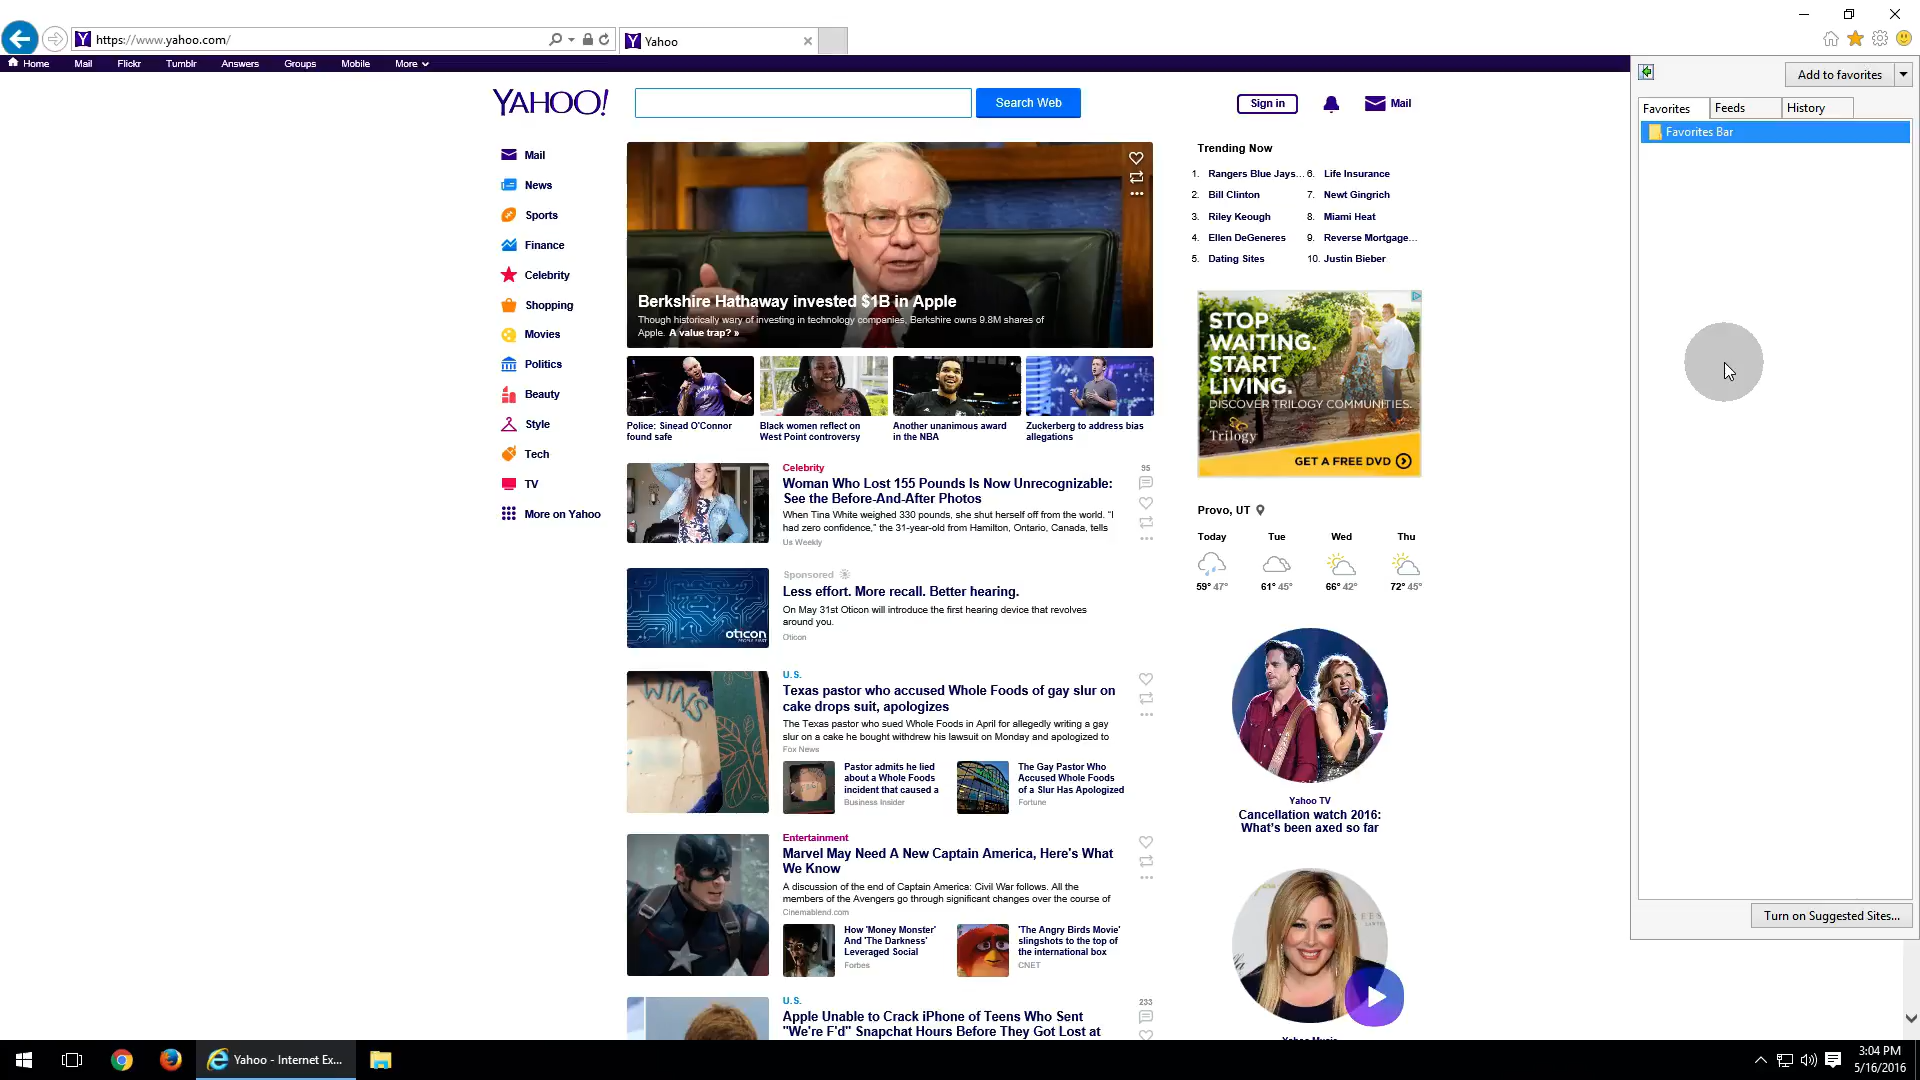 https://www.yahoo.com/
Yahoo
Home Mail Flickr Tumblr Answers Groups Mobile More
Add to favorites
Favorites Feeds History
Favorites Bar
Turn on Suggested Sites...
YAHOO!
Search Web
Sign in
Mail
Mail
News
Sports
Finance
Celebrity
Shopping
Movies
Politics
Beauty
Style
Tech
TV
More on Yahoo
Berkshire Hathaway invested $1B in Apple
Though historically wary of investing in technology companies, Berkshire owns 9.8M shares of
Apple. A value trap? »
Police: Sinead O'Connor
found safe
Black women reflect on
West Point controversy
Another unanimous award
in the NBA
Zuckerberg to address bias
allegations
Celebrity
95
Woman Who Lost 155 Pounds Is Now Unrecognizable:
See the Before-And-After Photos
When Tina White weighed 330 pounds, she shut herself off from the world. "I
had zero confidence," the 31-year-old from Hamilton, Ontario, Canada, tells
Us Weekly
oticon
Sponsored
Less effort. More recall. Better hearing.
On May 31st Oticon will introduce the first hearing device that revolves
around you.
Oticon
WINS
U.S.
Texas pastor who accused Whole Foods of gay slur on
cake drops suit, apologizes
The Texas pastor who sued Whole Foods in April for allegedly writing a gay
slur on a cake he bought withdrew his lawsuit on Monday and apologized to
Fox News
Pastor admits he lied
about a Whole Foods
incident that caused a
Business Insider
The Gay Pastor Who
Accused Whole Foods
of a Slur Has Apologized
Fortune
Entertainment
Marvel May Need A New Captain America, Here's What
We Know
A discussion of the end of Captain America: Civil War follows. All the
members of the Avengers go through significant changes over the course of
Cinemablend.com
How 'Money Monster'
And 'The Darkness'
Leveraged Social
Forbes
'The Angry Birds Movie'
slingshots to the top of
the international box
CNET
U.S.
233
Apple Unable to Crack iPhone of Teens Who Sent
"We're F'd" Snapchat Hours Before They Got Lost at
Trending Now
1. Rangers Blue Jays...
2. Bill Clinton
3. Riley Keough
4. Ellen DeGeneres
5. Dating Sites
6. Life Insurance
7. Newt Gingrich
8. Miami Heat
9. Reverse Mortgage...
10. Justin Bieber
STOP
WAITING.
START
LIVING.
DISCOVER TRILOGY COMMUNITIES.
Trilogy
GET A FREE DVD
Provo, UT
Today Tue Wed Thu
59° 47° 61° 45° 66° 42° 72° 45°
Yahoo TV
Cancellation watch 2016:
What's been axed so far
Yahoo Music
Yahoo - Internet Ex...
3:04 PM
5/16/2016